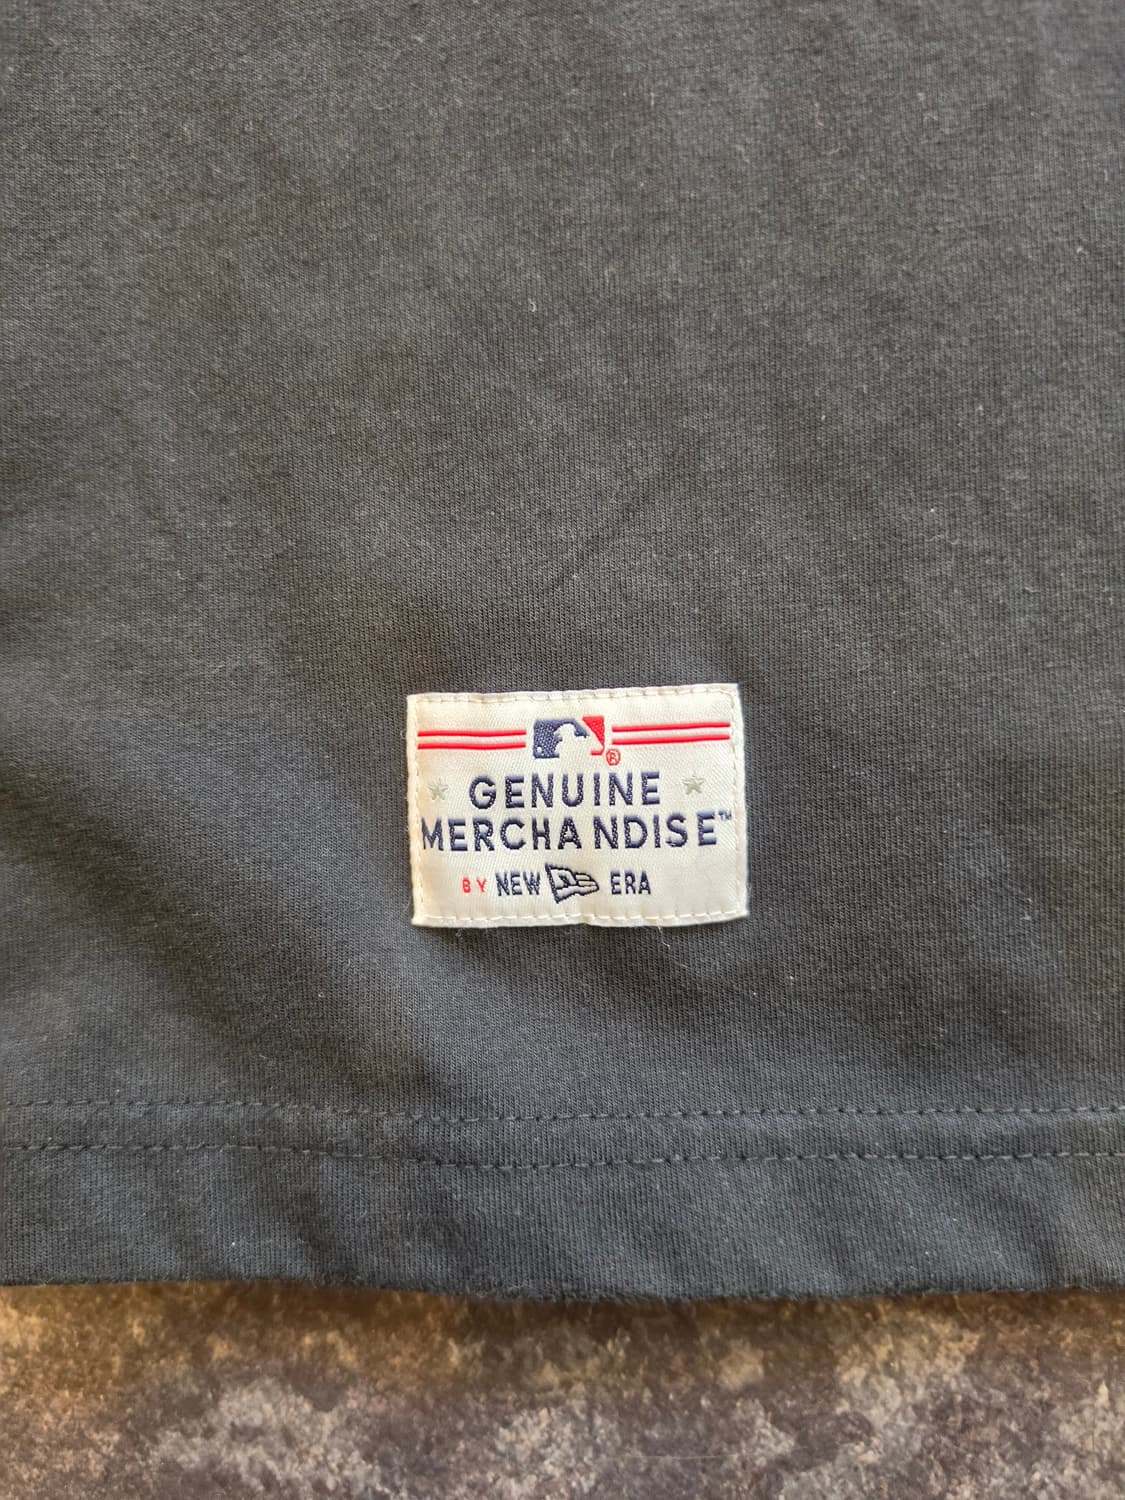 ®
GENUINE
MERCHANDISE™
BY NEW ERA